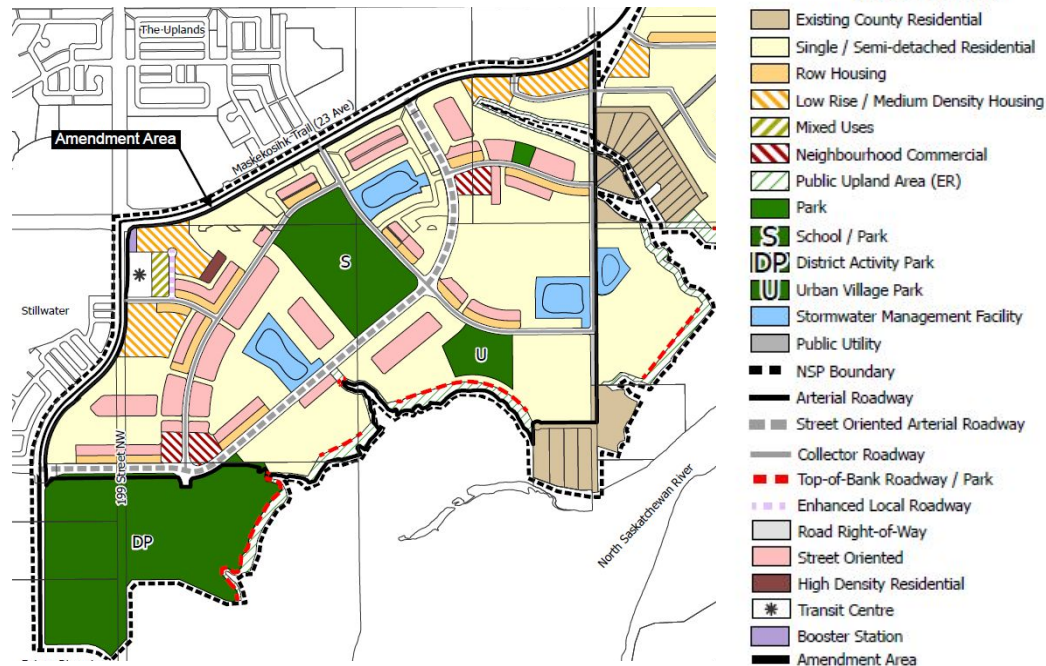 The Uplands
Amendment Area
Maskekosihk Trail (23 Ave)
S
Stillwater
U
199 Street NW
DP
North Saskatchewan River
Existing County Residential
Single / Semi-detached Residential
Row Housing
Low Rise / Medium Density Housing
Mixed Uses
Neighbourhood Commercial
Public Upland Area (ER)
Park
S School / Park
DP District Activity Park
U Urban Village Park
Stormwater Management Facility
Public Utility
NSP Boundary
Arterial Roadway
Street Oriented Arterial Roadway
Collector Roadway
Top-of-Bank Roadway / Park
Enhanced Local Roadway
Road Right-of-Way
Street Oriented
High Density Residential
Transit Centre
Booster Station
Amendment Area